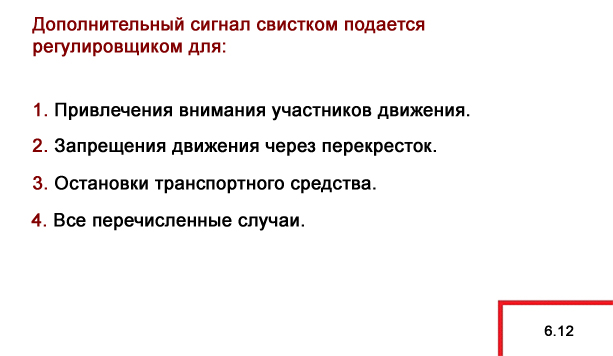 Дополнительный сигнал свистком подается
регулировщиком для:
1. Привлечения внимания участников движения.
2. Запрещения движения через перекресток.
3. Остановки транспортного средства.
4. Все перечисленные случаи.
6.12